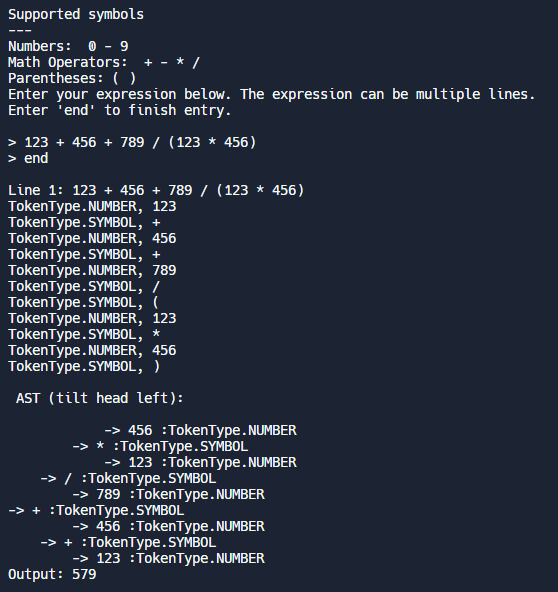 Supported symbols
---
Numbers:  0 - 9
Math Operators:  + - * /
Parentheses: ( )
Enter your expression below. The expression can be multiple lines.
Enter 'end' to finish entry.

> 123 + 456 + 789 / (123 * 456)
> end

Line 1: 123 + 456 + 789 / (123 * 456)
TokenType.NUMBER, 123
TokenType.SYMBOL, +
TokenType.NUMBER, 456
TokenType.SYMBOL, +
TokenType.NUMBER, 789
TokenType.SYMBOL, /
TokenType.SYMBOL, (
TokenType.NUMBER, 123
TokenType.SYMBOL, *
TokenType.NUMBER, 456
TokenType.SYMBOL, )

 AST (tilt head left):

            -> 456 :TokenType.NUMBER
        -> * :TokenType.SYMBOL
            -> 123 :TokenType.NUMBER
    -> / :TokenType.SYMBOL
        -> 789 :TokenType.NUMBER
-> + :TokenType.SYMBOL
        -> 456 :TokenType.NUMBER
    -> + :TokenType.SYMBOL
        -> 123 :TokenType.NUMBER
Output: 579